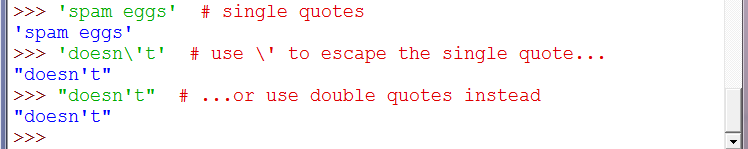 >>> 'spam eggs'  # single quotes
'spam eggs'
>>> 'doesn\'t'  # use \' to escape the single quote...
"doesn't"
>>> "doesn't"  # ...or use double quotes instead
"doesn't"
>>>